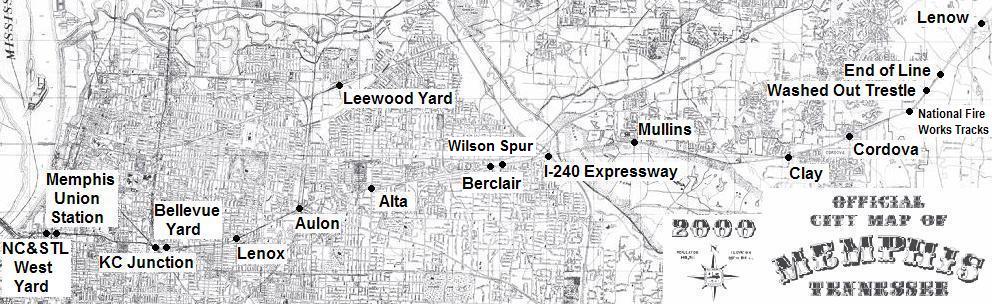 Lenow
End of Line
Washed Out Trestle
Leewood Yard
National Fire
Works Tracks
Mullins
Wilson Spur
Cordova
CORDOVA
I-240 Expressway
Berclair
Clay
Memphis
Union
Station
Alta
Bellevue
Yard
Aulon
OFFICIAL
CITY MAP OF
MEMPHIS
TENNESSEE
2000
NC&STL
West
Yard
KC Junction
Lenox
MISSISS